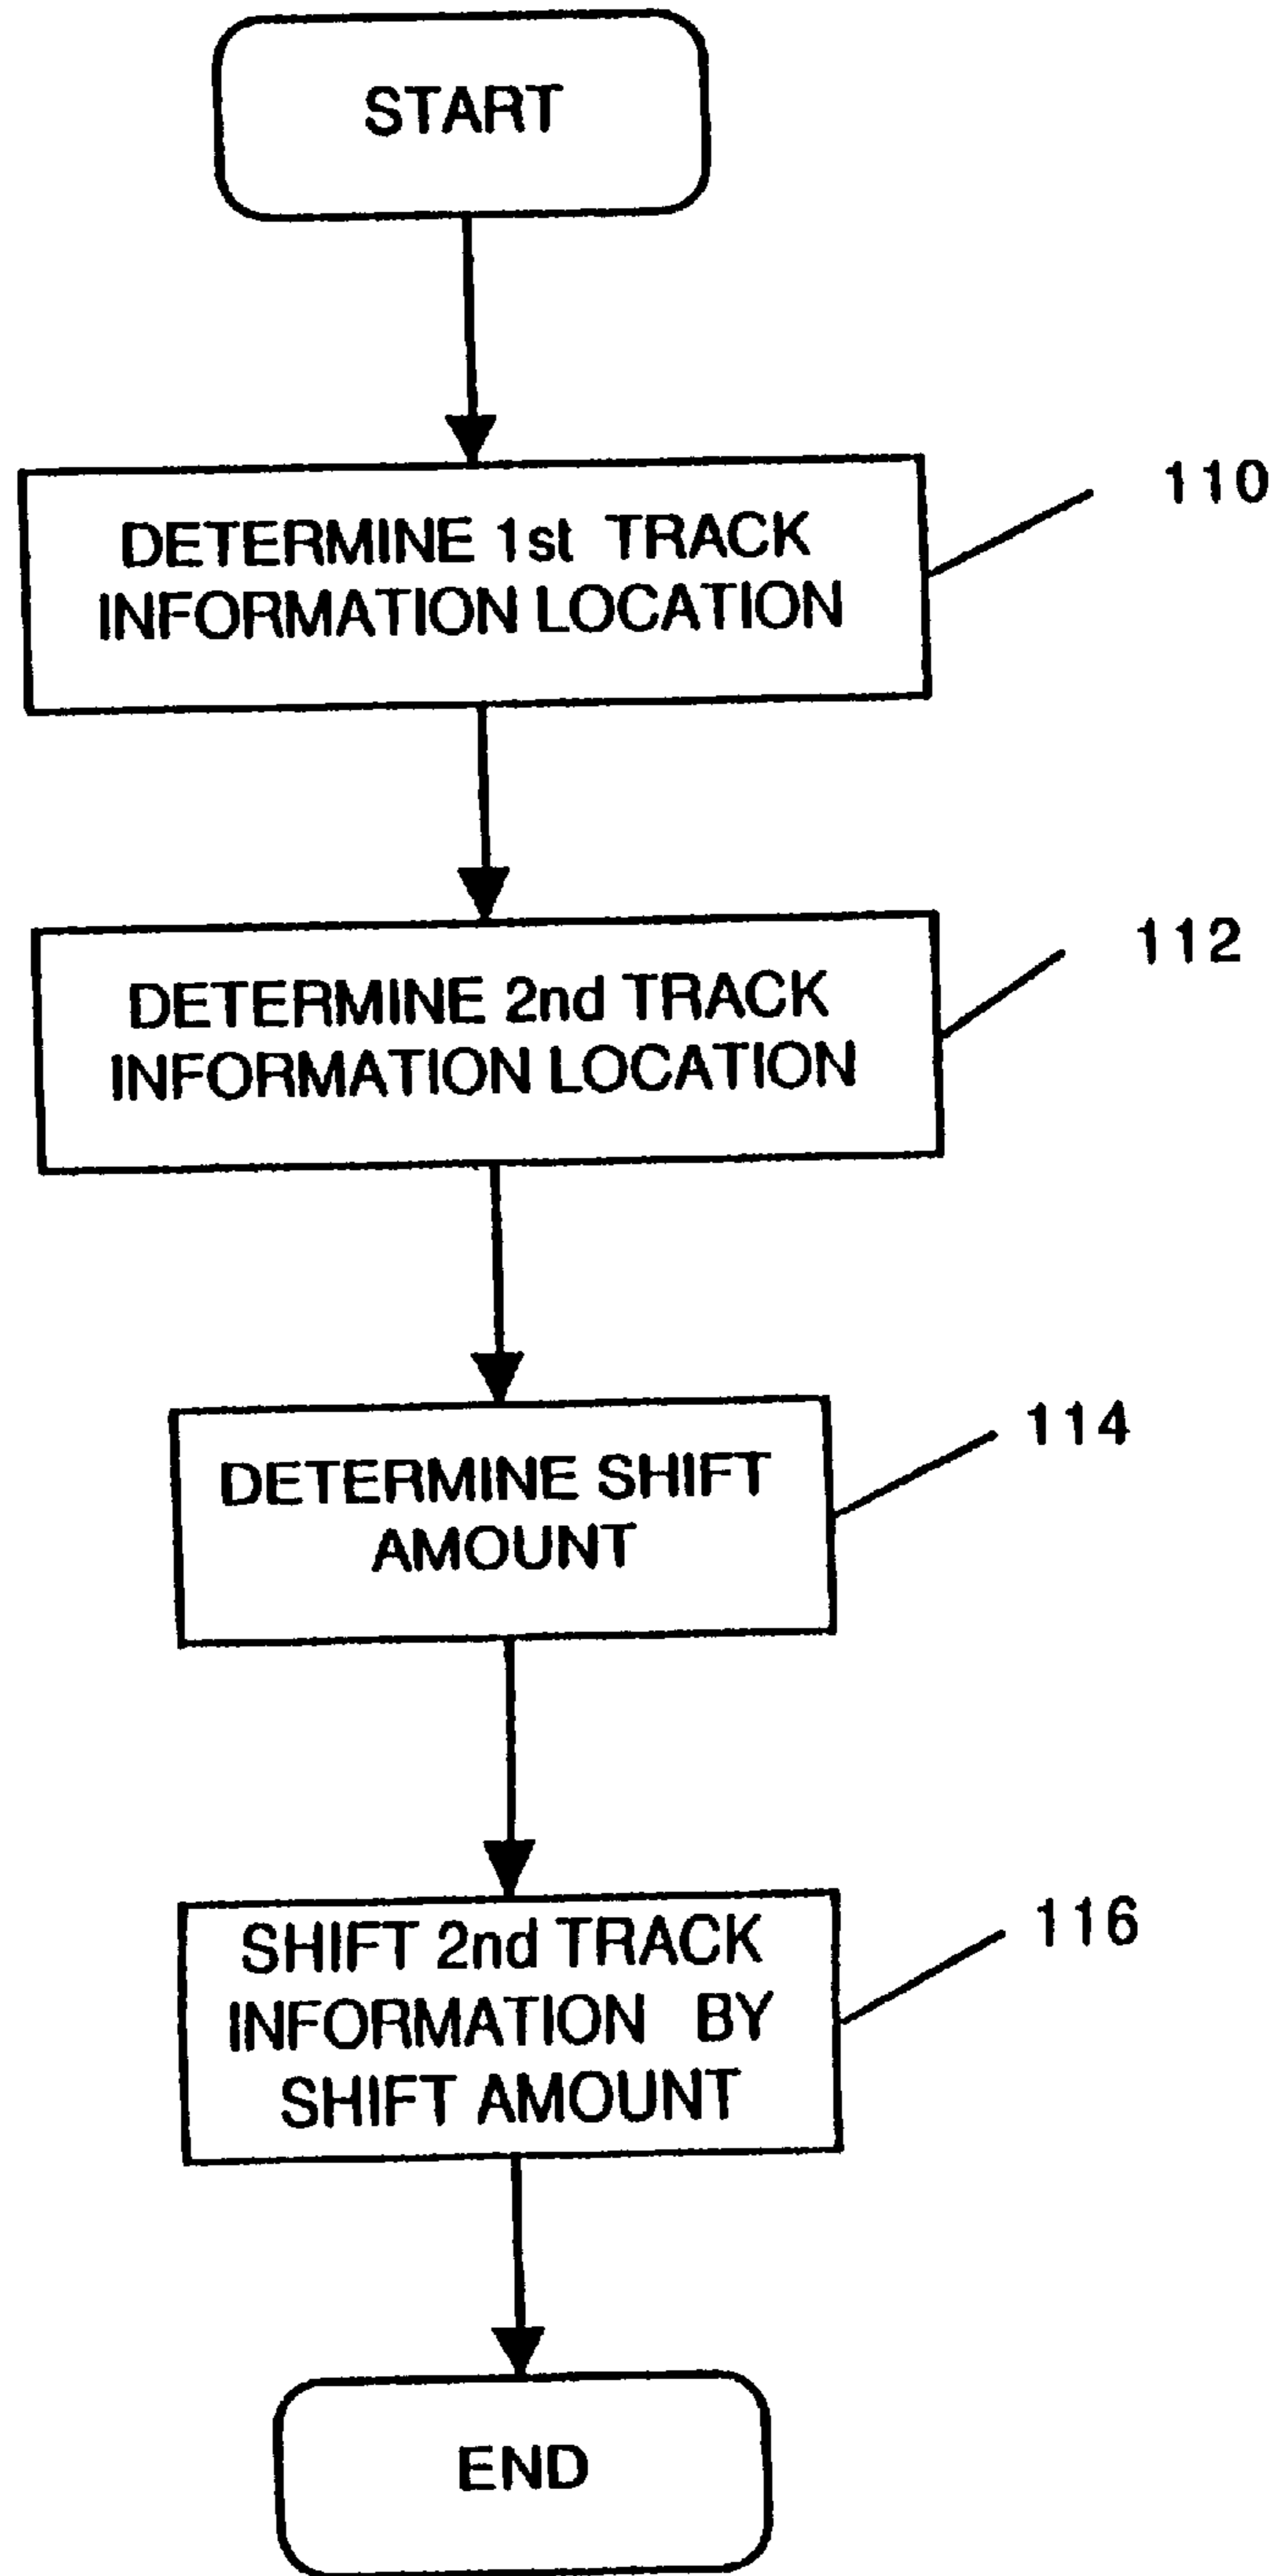 START
DETERMINE 1st TRACK
INFORMATION LOCATION
110
DETERMINE 2nd TRACK
INFORMATION LOCATION
112
DETERMINE SHIFT
AMOUNT
114
SHIFT 2nd TRACK
INFORMATION BY
SHIFT AMOUNT
116
END